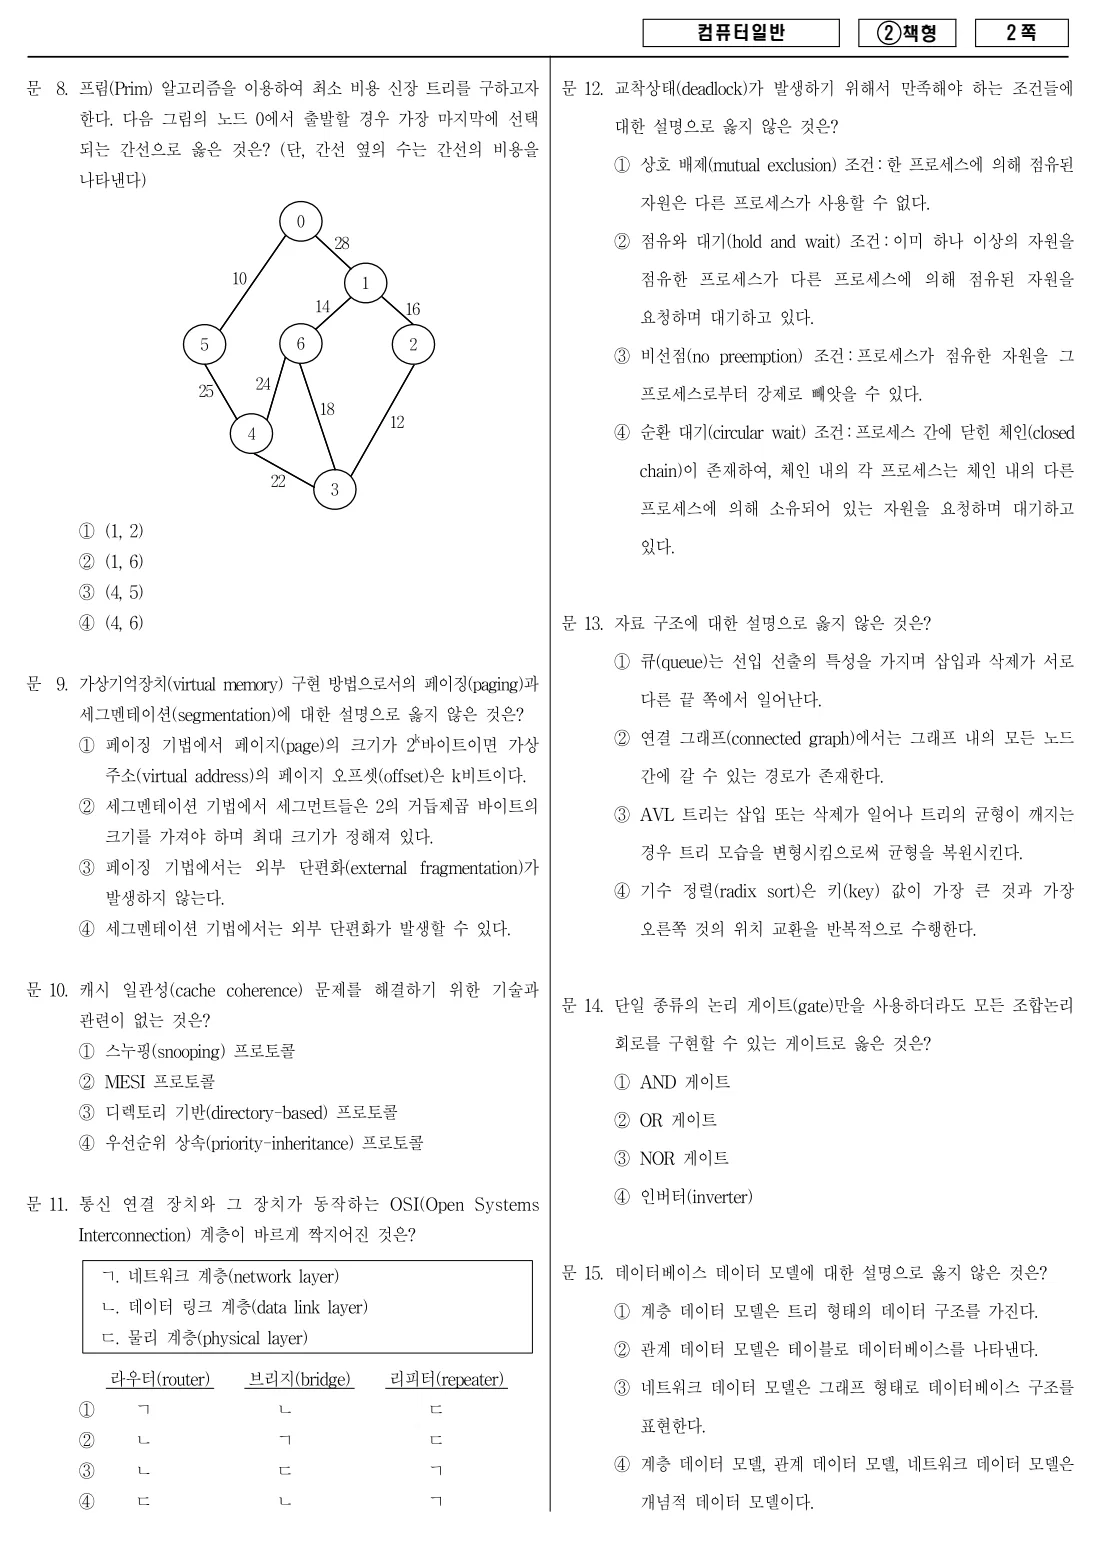 컴퓨터일반
②책형
2 쪽
문 8. 프림(Prim) 알고리즘을 이용하여 최소 비용 신장 트리를 구하고자
한다. 다음 그림의 노드 0에서 출발할 경우 가장 마지막에 선택
되는 간선으로 옳은 것은? (단, 간선 옆의 수는 간선의 비용을
나타낸다)
0
28
10
1
14
16
5
6
2
25
24
18
12
4
22
3
① (1, 2)
② (1, 6)
③ (4, 5)
④ (4, 6)
문 9. 가상기억장치(virtual memory) 구현 방법으로서의 페이징(paging)과
세그멘테이션(segmentation)에 대한 설명으로 옳지 않은 것은?
① 페이징 기법에서 페이지(page)의 크기가 2ᵏ바이트이면 가상
주소(virtual address)의 페이지 오프셋(offset)은 k비트이다.
② 세그멘테이션 기법에서 세그먼트들은 2의 거듭제곱 바이트의
크기를 가져야 하며 최대 크기가 정해져 있다.
③ 페이징 기법에서는 외부 단편화(external fragmentation)가
발생하지 않는다.
④ 세그멘테이션 기법에서는 외부 단편화가 발생할 수 있다.
문 10. 캐시 일관성(cache coherence) 문제를 해결하기 위한 기술과
관련이 없는 것은?
① 스누핑(snooping) 프로토콜
② MESI 프로토콜
③ 디렉토리 기반(directory-based) 프로토콜
④ 우선순위 상속(priority-inheritance) 프로토콜
문 11. 통신 연결 장치와 그 장치가 동작하는 OSI(Open Systems
Interconnection) 계층이 바르게 짝지어진 것은?
ㄱ. 네트워크 계층(network layer)
ㄴ. 데이터 링크 계층(data link layer)
ㄷ. 물리 계층(physical layer)
라우터(router) 브리지(bridge) 리피터(repeater)
① ㄱ ㄴ ㄷ
② ㄴ ㄱ ㄷ
③ ㄴ ㄷ ㄱ
④ ㄷ ㄴ ㄱ
문 12. 교착상태(deadlock)가 발생하기 위해서 만족해야 하는 조건들에
대한 설명으로 옳지 않은 것은?
① 상호 배제(mutual exclusion) 조건 : 한 프로세스에 의해 점유된
자원은 다른 프로세스가 사용할 수 없다.
② 점유와 대기(hold and wait) 조건 : 이미 하나 이상의 자원을
점유한 프로세스가 다른 프로세스에 의해 점유된 자원을
요청하며 대기하고 있다.
③ 비선점(no preemption) 조건 : 프로세스가 점유한 자원을 그
프로세스로부터 강제로 빼앗을 수 있다.
④ 순환 대기(circular wait) 조건 : 프로세스 간에 닫힌 체인(closed
chain)이 존재하여, 체인 내의 각 프로세스는 체인 내의 다른
프로세스에 의해 소유되어 있는 자원을 요청하며 대기하고
있다.
문 13. 자료 구조에 대한 설명으로 옳지 않은 것은?
① 큐(queue)는 선입 선출의 특성을 가지며 삽입과 삭제가 서로
다른 끝 쪽에서 일어난다.
② 연결 그래프(connected graph)에서는 그래프 내의 모든 노드
간에 갈 수 있는 경로가 존재한다.
③ AVL 트리는 삽입 또는 삭제가 일어나 트리의 균형이 깨지는
경우 트리 모습을 변형시킴으로써 균형을 복원시킨다.
④ 기수 정렬(radix sort)은 키(key) 값이 가장 큰 것과 가장
오른쪽 것의 위치 교환을 반복적으로 수행한다.
문 14. 단일 종류의 논리 게이트(gate)만을 사용하더라도 모든 조합논리
회로를 구현할 수 있는 게이트로 옳은 것은?
① AND 게이트
② OR 게이트
③ NOR 게이트
④ 인버터(inverter)
문 15. 데이터베이스 데이터 모델에 대한 설명으로 옳지 않은 것은?
① 계층 데이터 모델은 트리 형태의 데이터 구조를 가진다.
② 관계 데이터 모델은 테이블로 데이터베이스를 나타낸다.
③ 네트워크 데이터 모델은 그래프 형태로 데이터베이스 구조를
표현한다.
④ 계층 데이터 모델, 관계 데이터 모델, 네트워크 데이터 모델은
개념적 데이터 모델이다.